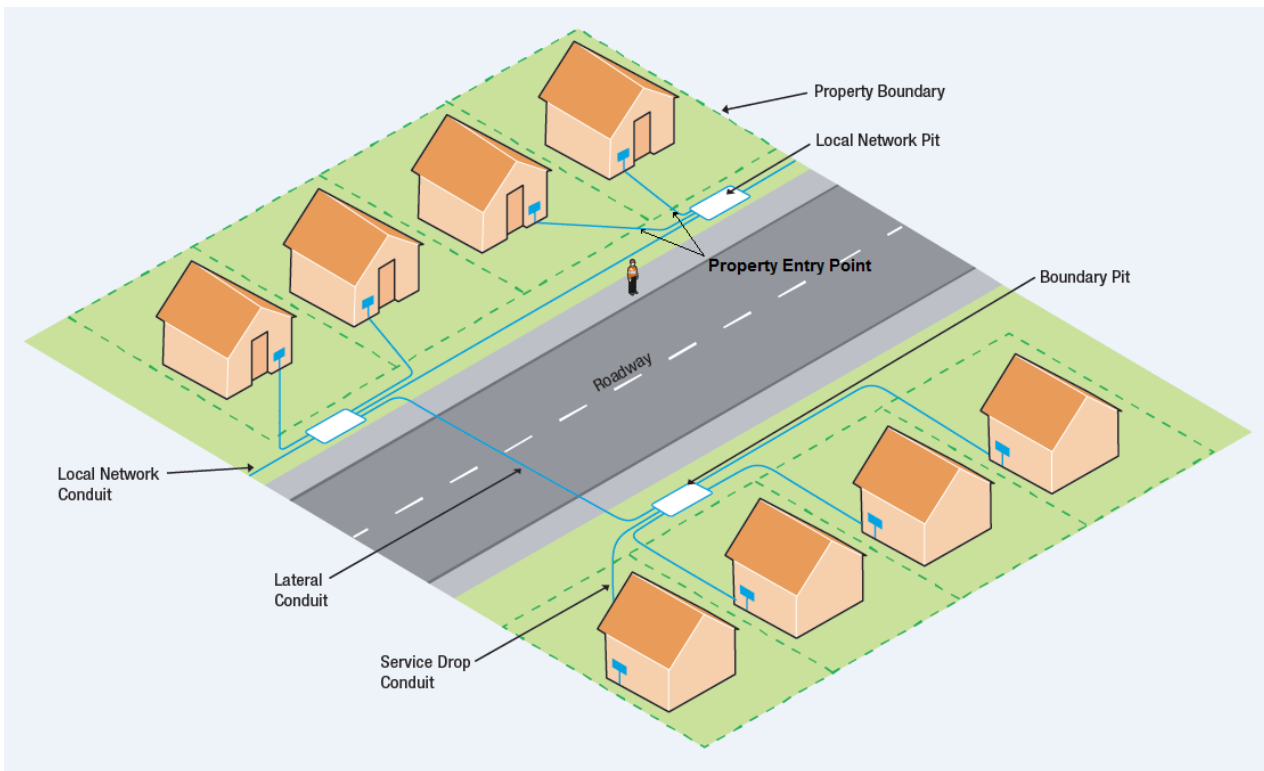 Property Boundary
Local Network Pit
Property Entry Point
Boundary Pit
Roadway
Local Network
Conduit
Lateral
Conduit
Service Drop
Conduit